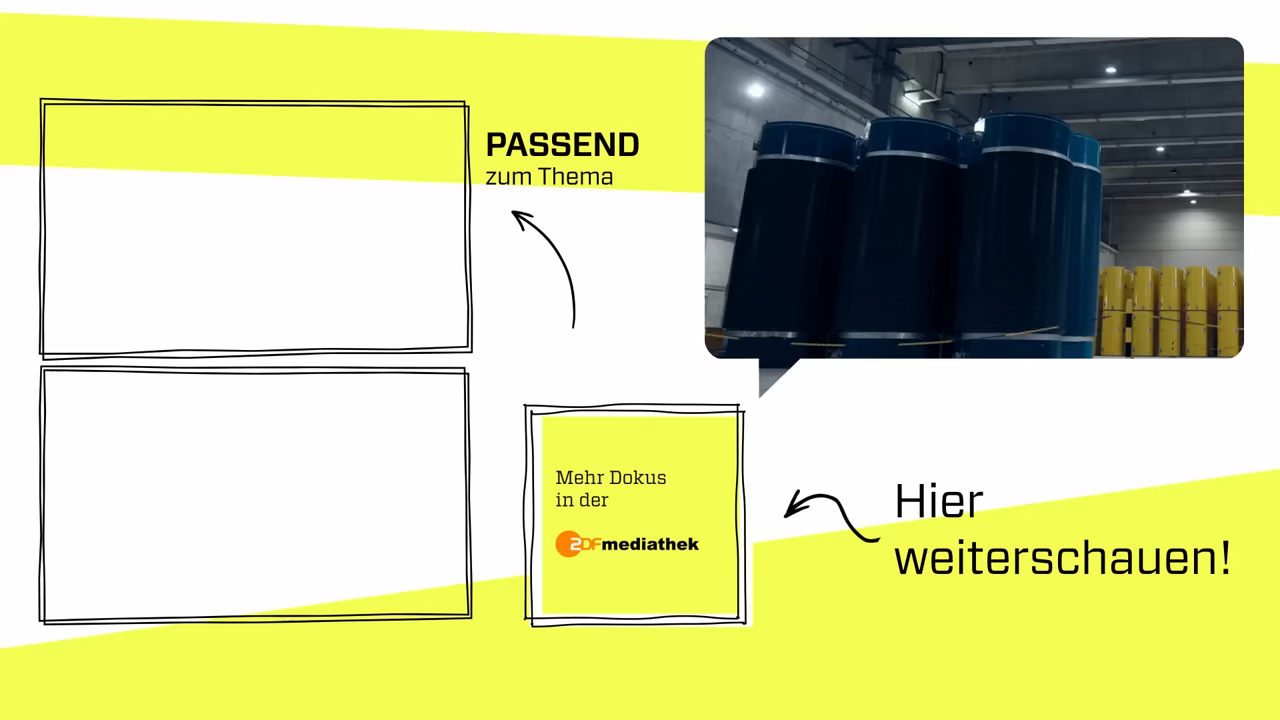 PASSEND
zum Thema
Mehr Dokus
in der
ZDFmediathek
Hier
weiterschauen!